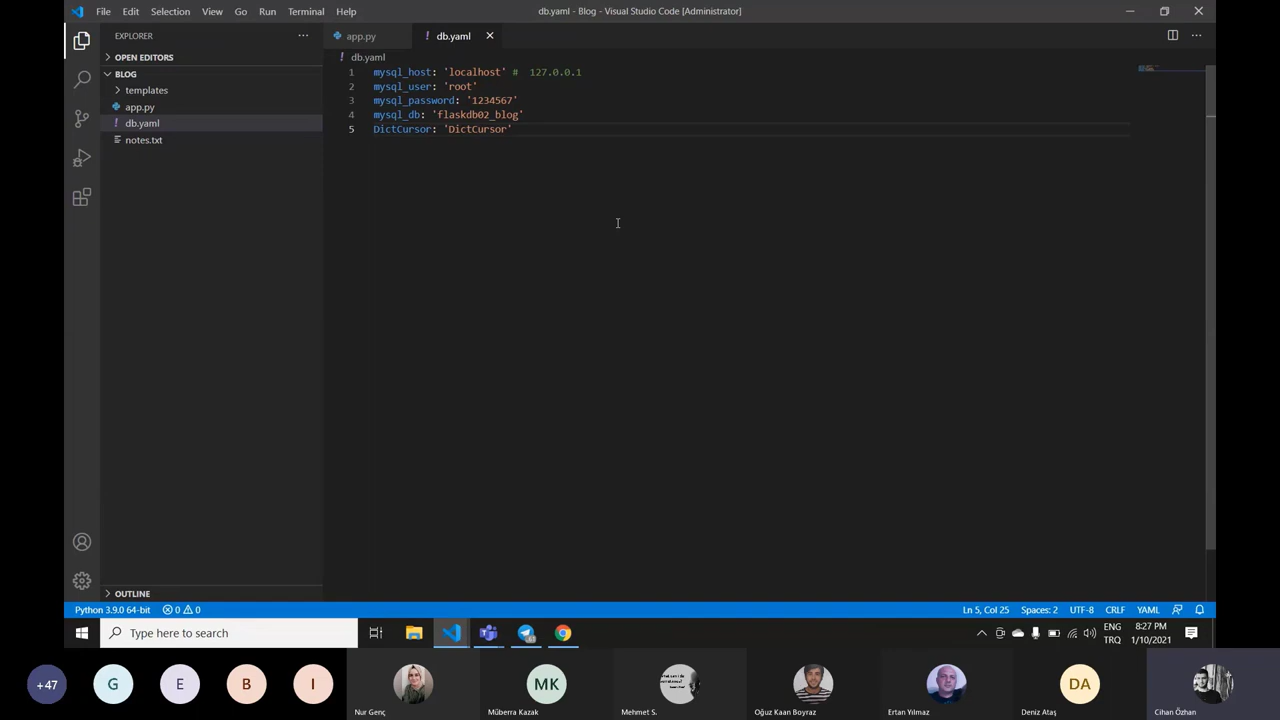 File Edit Selection View Go Run Terminal Help
db.yaml - Blog - Visual Studio Code [Administrator]
EXPLORER
OPEN EDITORS
BLOG
templates
app.py
db.yaml
notes.txt
OUTLINE
app.py
db.yaml
db.yaml
1 mysql_host: 'localhost' # 127.0.0.1
2 mysql_user: 'root'
3 mysql_password: '1234567'
4 mysql_db: 'flaskdb02_blog'
5 DictCursor: 'DictCursor'
Python 3.9.0 64-bit 0 0 Ln 5, Col 25 Spaces: 2 UTF-8 CRLF YAML
Type here to search
ENG
TRQ
8:27 PM
1/10/2021
+47 G E B I MK DA
Nur Genç Müberra Kazak Mehmet S. Oğuz Kaan Boyraz Ertan Yılmaz Deniz Ataş Cihan Özhan